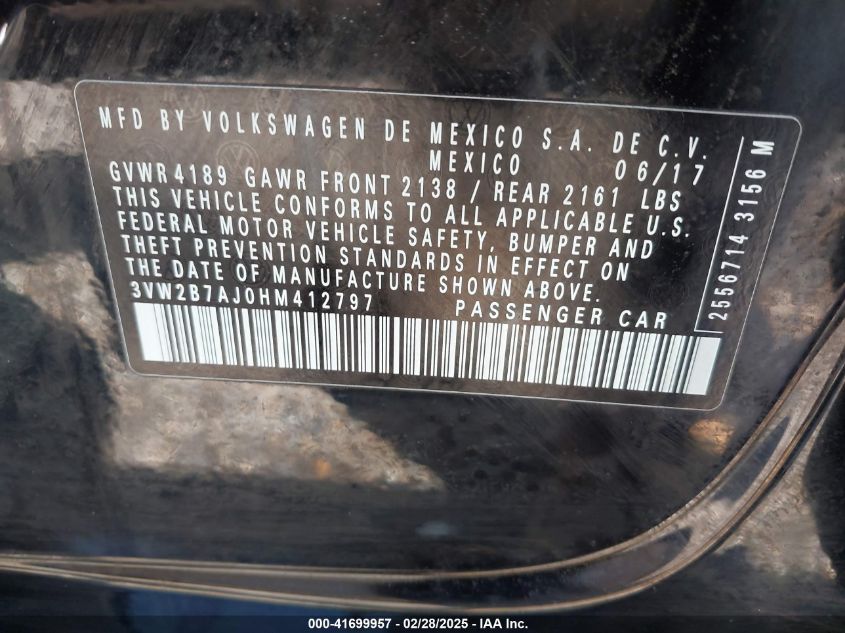 MFD BY VOLKSWAGEN DE MEXICO S.A. DE C.V.
MEXICO 06/17
GVWR 4189 GAWR FRONT 2138 / REAR 2161 LBS
THIS VEHICLE CONFORMS TO ALL APPLICABLE U.S.
FEDERAL MOTOR VEHICLE SAFETY, BUMPER AND
THEFT PREVENTION STANDARDS IN EFFECT ON
THE DATE OF MANUFACTURE SHOWN ABOVE.
3VW2B7AJ0HM412797 PASSENGER CAR
2556714 3156 M
000-41699957 - 02/28/2025 - IAA Inc.